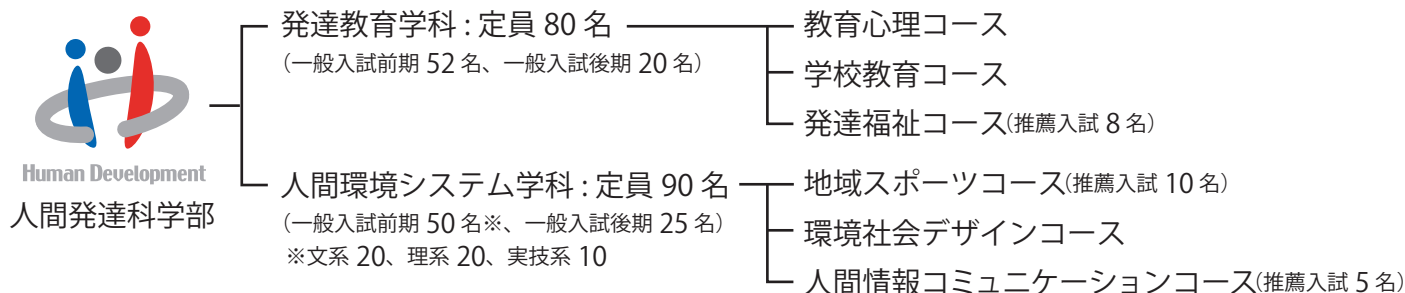 Human Development
人間発達科学部
発達教育学科 : 定員 80 名
（一般入試前期 52 名、一般入試後期 20 名）
教育心理コース
学校教育コース
発達福祉コース(推薦入試 8 名）
人間環境システム学科 : 定員 90 名
（一般入試前期 50 名※、一般入試後期 25 名）
※文系 20、理系 20、実技系 10
地域スポーツコース(推薦入試 10 名）
環境社会デザインコース
人間情報コミュニケーションコース(推薦入試 5 名）